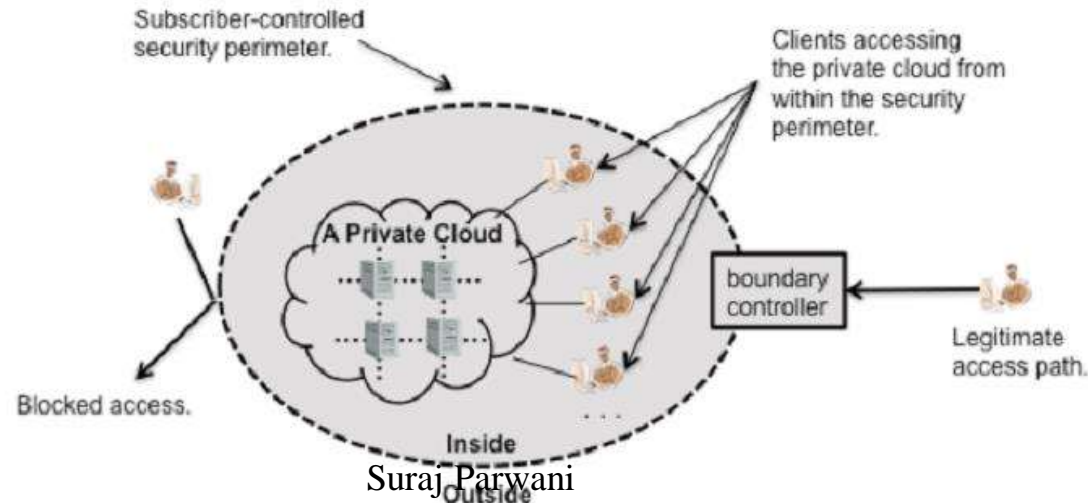 Subscriber-controlled
security perimeter.
Clients accessing
the private cloud from
within the security
perimeter.
A Private Cloud
boundary
controller
Legitimate
access path.
Blocked access.
. . .
Inside
Suraj Parwani
Outside